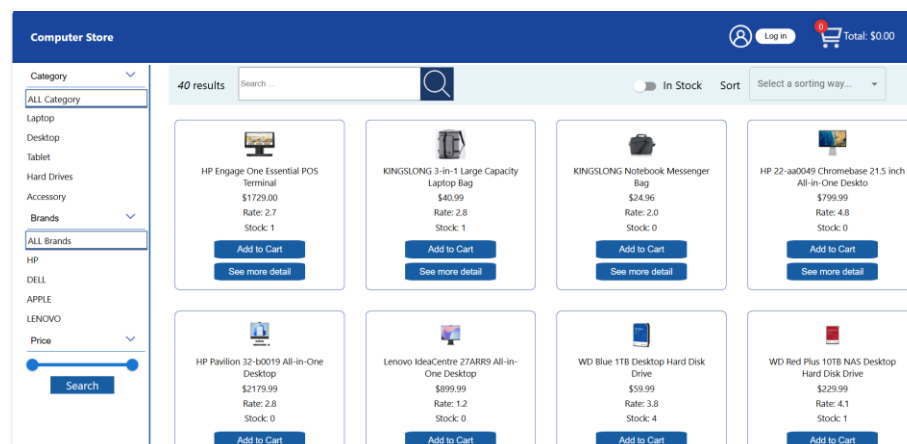 Computer Store
Log in
0
Total: $0.00
Category
ALL Category
Laptop
Desktop
Tablet
Hard Drives
Accessory
Brands
ALL Brands
HP
DELL
APPLE
LENOVO
Price
Search
40 results
Search ...
In Stock
Sort
Select a sorting way...
HP Engage One Essential POS
Terminal
$1729.00
Rate: 2.7
Stock: 1
Add to Cart
See more detail
KINGSLONG 3-in-1 Large Capacity
Laptop Bag
$40.99
Rate: 2.8
Stock: 1
Add to Cart
See more detail
KINGSLONG Notebook Messenger
Bag
$24.96
Rate: 2.0
Stock: 0
Add to Cart
See more detail
HP 22-aa0049 Chromebase 21.5 inch
All-in-One Deskto
$799.99
Rate: 4.8
Stock: 0
Add to Cart
See more detail
HP Pavilion 32-b0019 All-in-One
Desktop
$2179.99
Rate: 2.8
Stock: 0
Add to Cart
Lenovo IdeaCentre 27ARR9 All-in-
One Desktop
$899.99
Rate: 1.2
Stock: 0
Add to Cart
WD Blue 1TB Desktop Hard Disk
Drive
$59.99
Rate: 3.8
Stock: 4
Add to Cart
WD Red Plus 10TB NAS Desktop
Hard Disk Drive
$229.99
Rate: 4.1
Stock: 1
Add to Cart